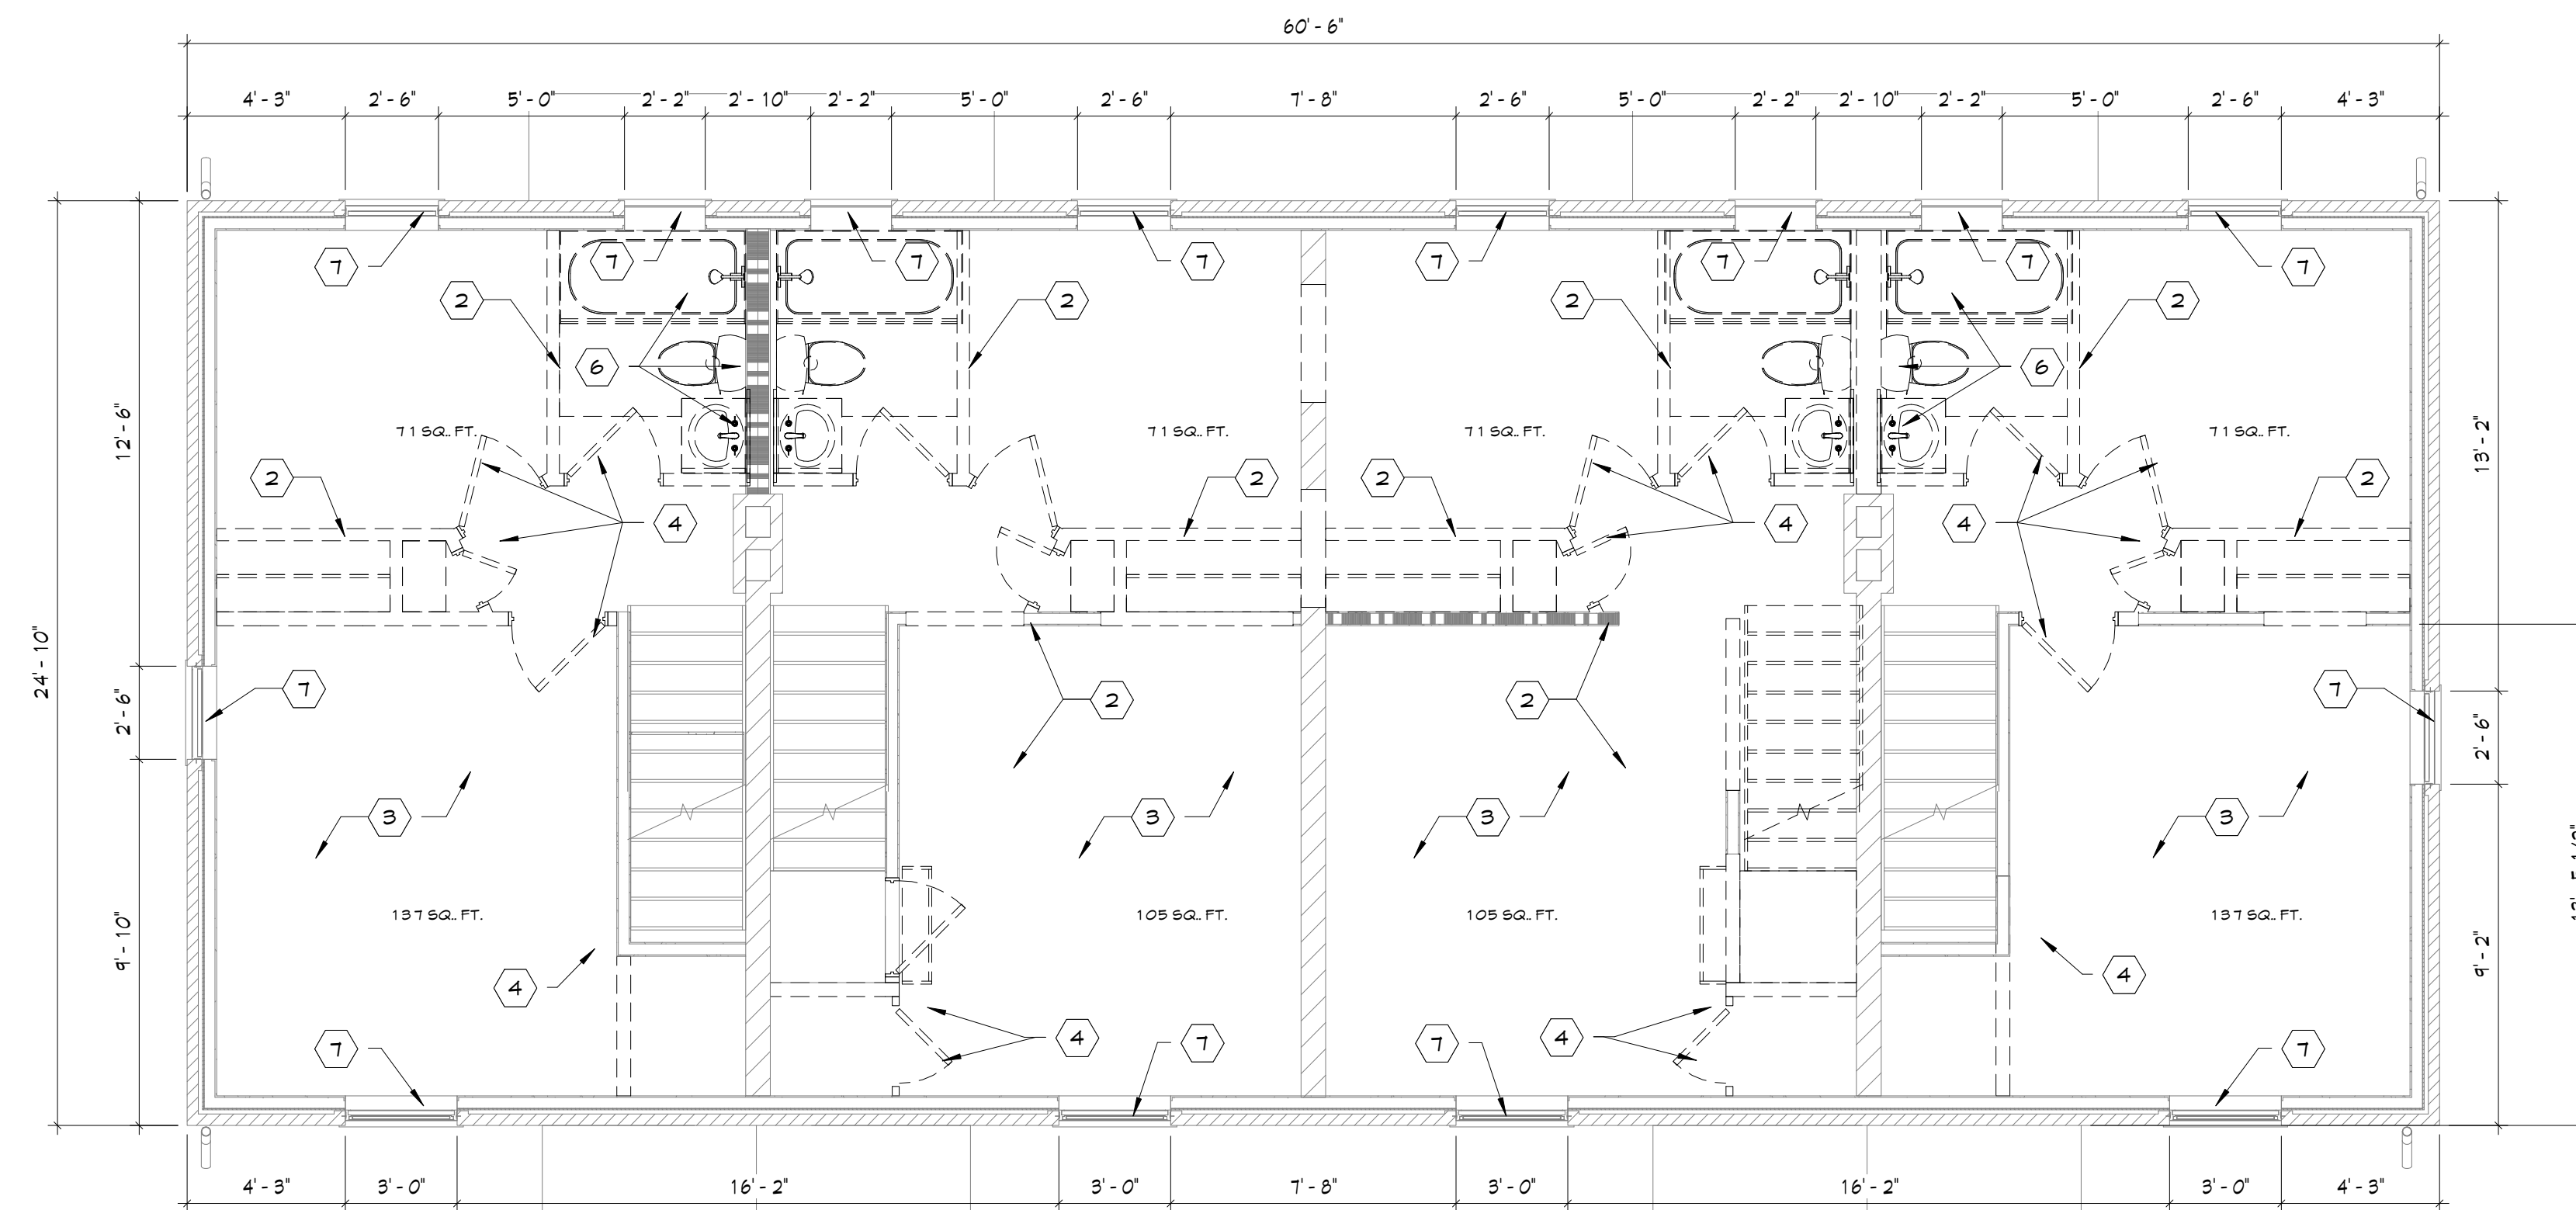 60'-6"
4'-3" 2'-6" 5'-0" 2'-2" 2'-10" 2'-2" 5'-0" 2'-6" 7'-8" 2'-6" 5'-0" 2'-2" 2'-10" 2'-2" 5'-0" 2'-6" 4'-3"
7 7 7 7 7 7 7 7
2 2 2 2
6 6
12'-6" 13'-2"
71 SQ.. FT. 71 SQ.. FT. 71 SQ.. FT. 71 SQ.. FT.
2 2 2 2
4 4 4
24'-10"
7 2 2 7
2'-6" 2'-6"
3 3 3 3
137 SQ.. FT. 105 SQ.. FT. 105 SQ.. FT. 137 SQ.. FT.
9'-10" 9'-2"
4 4
4 4
7 7 7 7
4'-3" 3'-0" 16'-2" 3'-0" 7'-8" 3'-0" 16'-2" 3'-0" 4'-3"